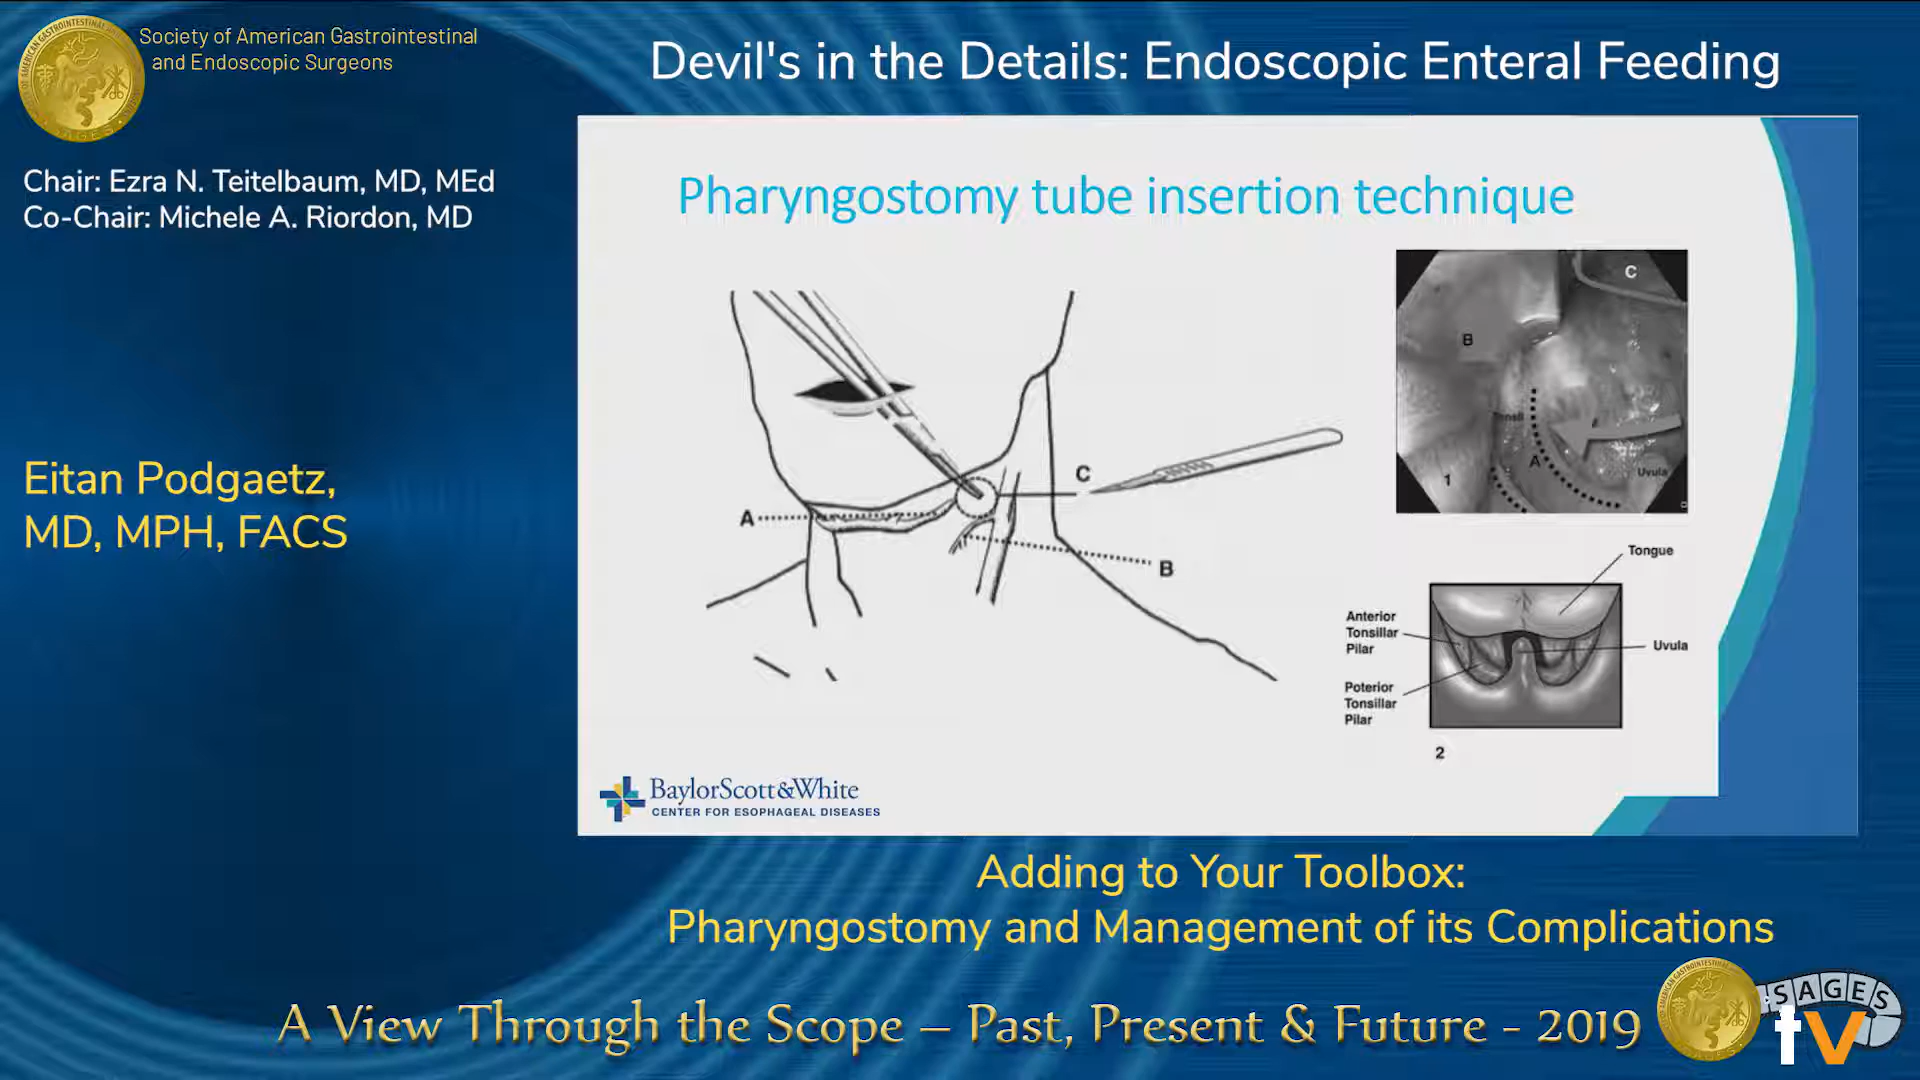 Society of American Gastrointestinal
and Endoscopic Surgeons
Devil's in the Details: Endoscopic Enteral Feeding
Chair: Ezra N. Teitelbaum, MD, MEd
Co-Chair: Michele A. Riordon, MD
Eitan Podgaetz,
MD, MPH, FACS
Pharyngostomy tube insertion technique
A
B
C
C
B
Tonsil
A
1
Uvula
Tongue
Anterior
Tonsillar
Pilar
Uvula
Poterior
Tonsillar
Pilar
2
BaylorScott&White
CENTER FOR ESOPHAGEAL DISEASES
Adding to Your Toolbox:
Pharyngostomy and Management of its Complications
A View Through the Scope – Past, Present & Future - 2019
SAGES
tv